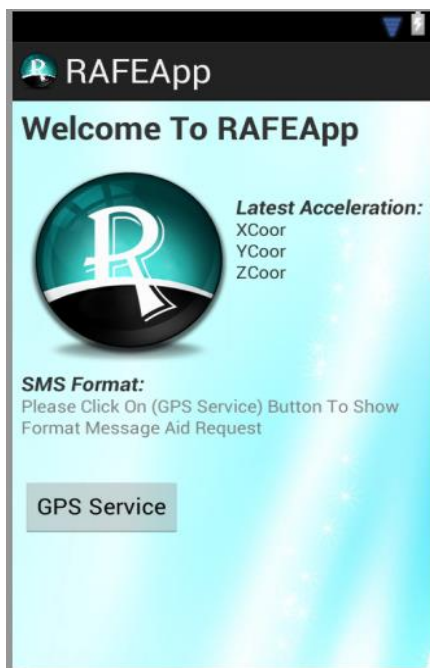 RAFEApp
Welcome To RAFEApp
R
Latest Acceleration:
XCoor
YCoor
ZCoor
SMS Format:
Please Click On (GPS Service) Button To Show
Format Message Aid Request
GPS Service